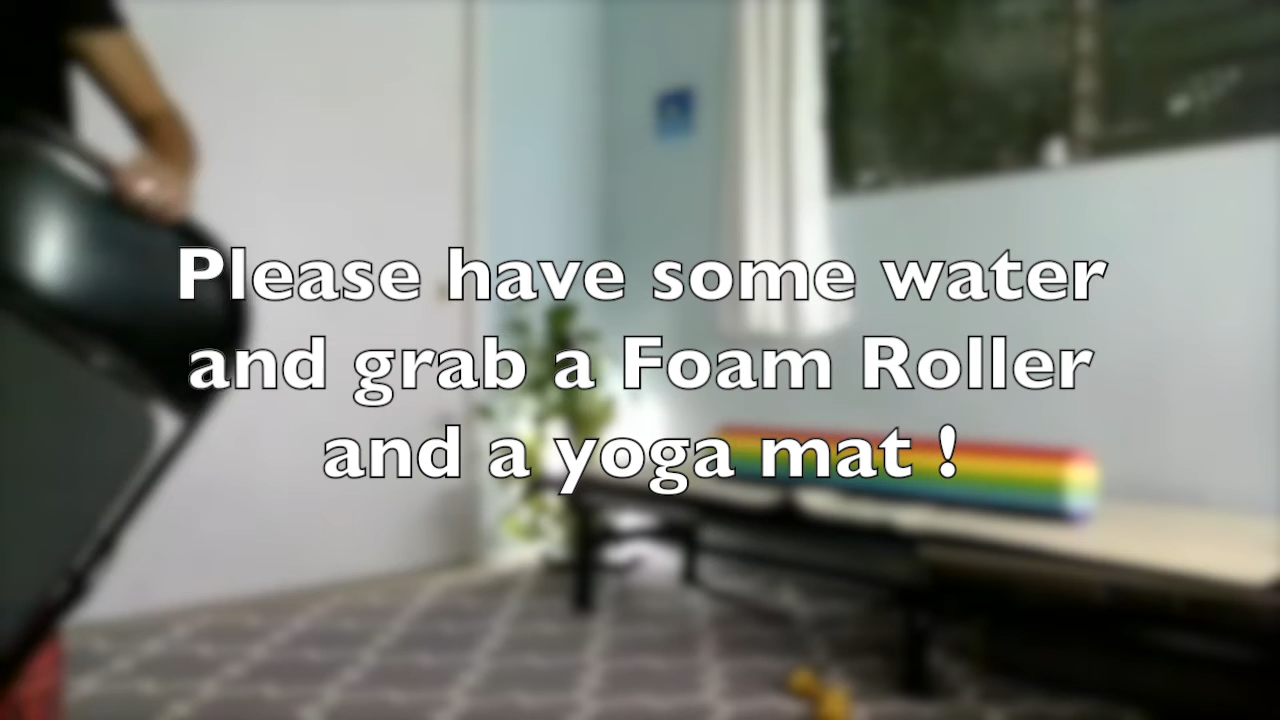 Please have some water
and grab a Foam Roller
and a yoga mat !